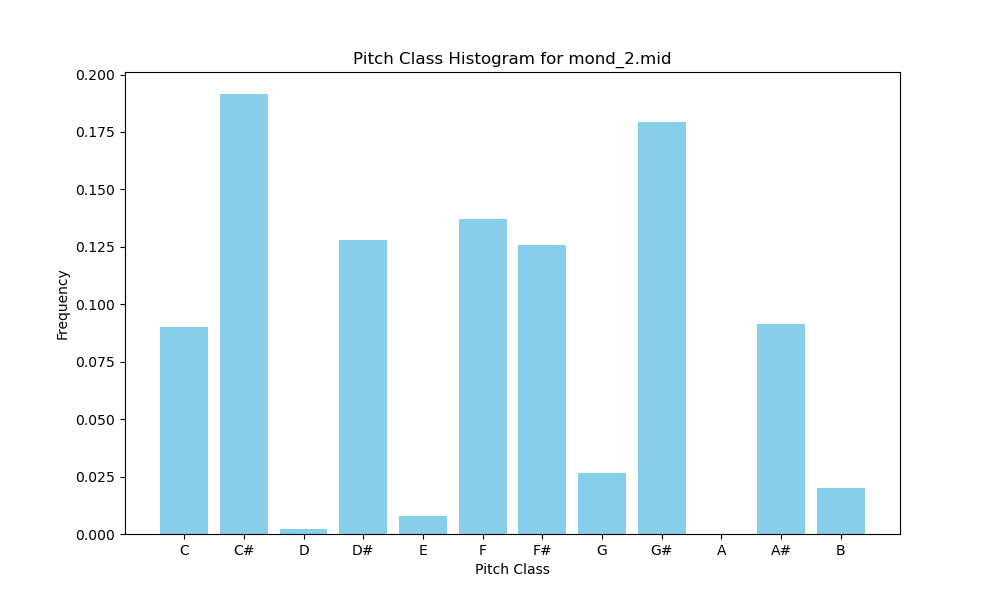 Pitch Class Histogram for mond_2.mid
0.200
0.175
0.150
0.125
0.100
0.075
0.050
0.025
0.000
Frequency
C C# D D# E F F# G G# A A# B
Pitch Class